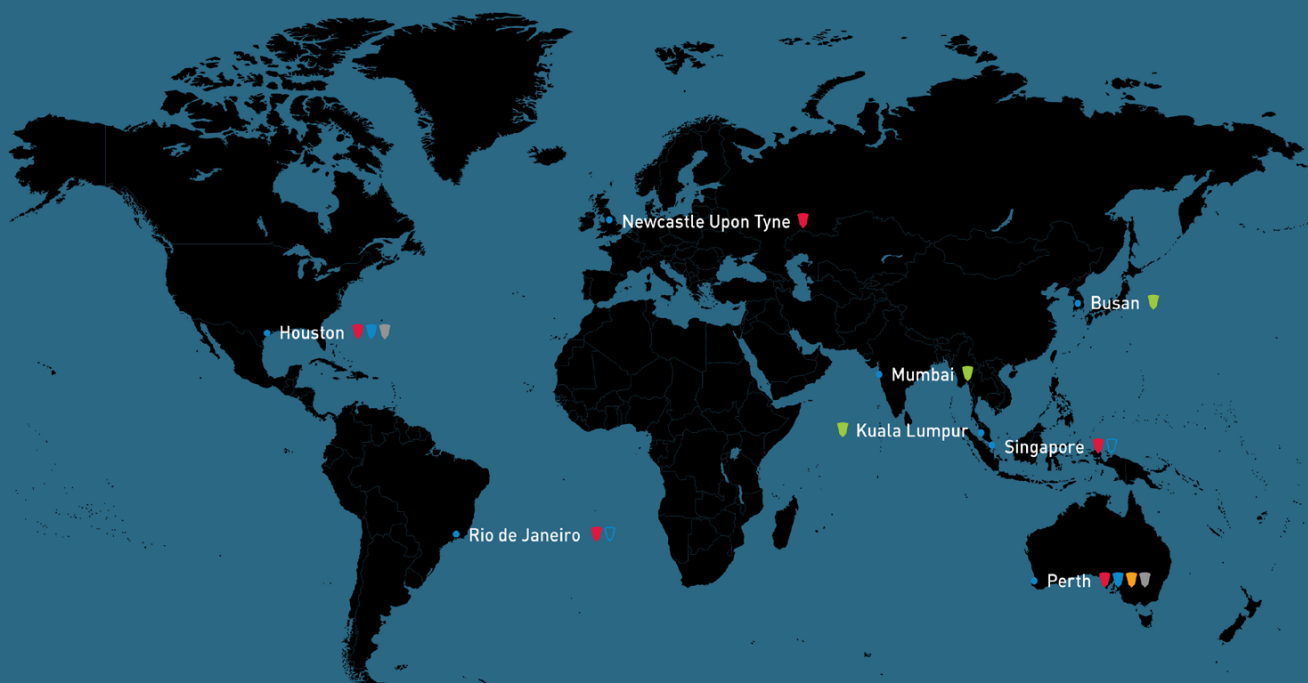 Newcastle Upon Tyne
Busan
Houston
Mumbai
Kuala Lumpur
Singapore
Rio de Janeiro
Perth